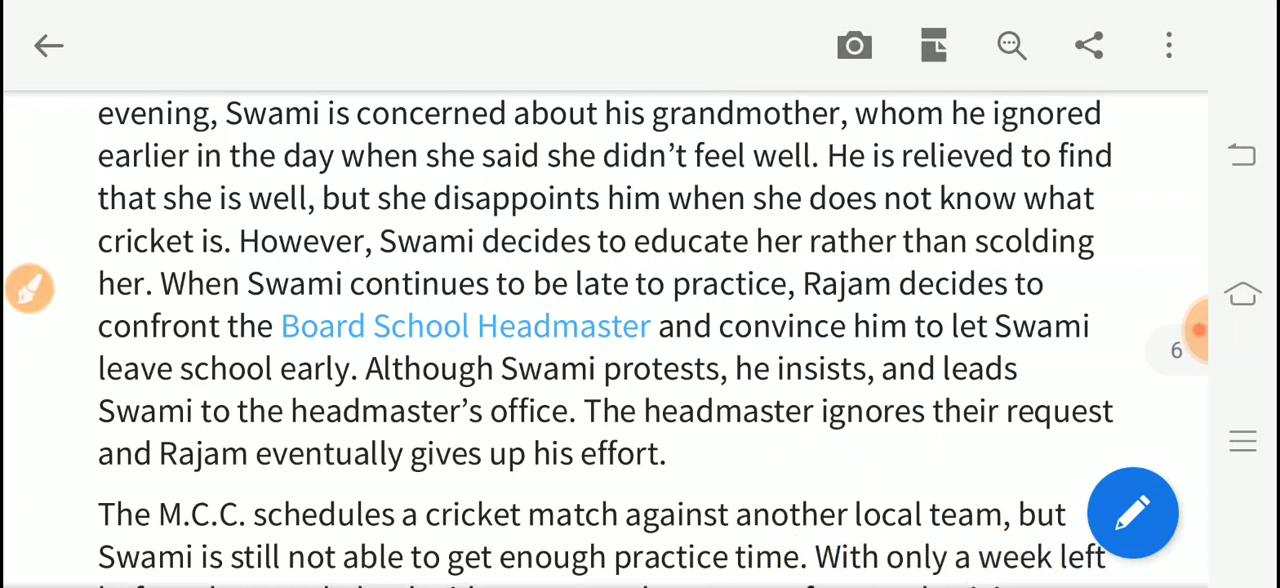 evening, Swami is concerned about his grandmother, whom he ignored
earlier in the day when she said she didn’t feel well. He is relieved to find
that she is well, but she disappoints him when she does not know what
cricket is. However, Swami decides to educate her rather than scolding
her. When Swami continues to be late to practice, Rajam decides to
confront the Board School Headmaster and convince him to let Swami
leave school early. Although Swami protests, he insists, and leads
Swami to the headmaster’s office. The headmaster ignores their request
and Rajam eventually gives up his effort.
6
The M.C.C. schedules a cricket match against another local team, but
Swami is still not able to get enough practice time. With only a week left